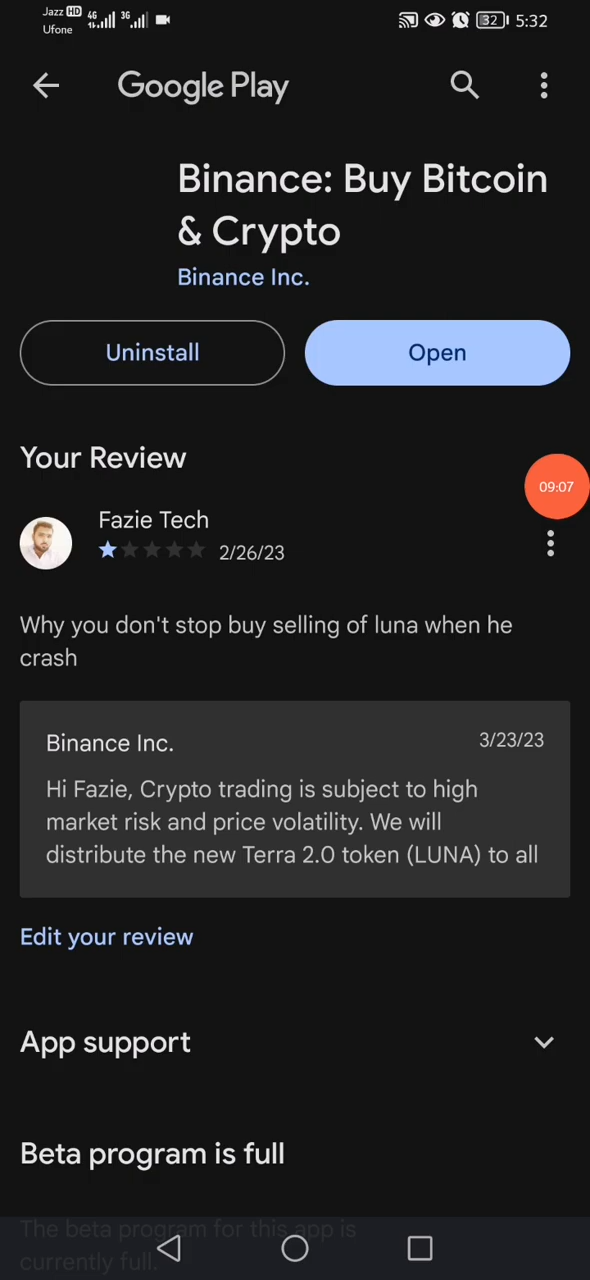 Jazz HD 4G 3G 32 5:32
Ufone
Google Play
Binance: Buy Bitcoin
& Crypto
Binance Inc.
Uninstall Open
Your Review
09:07
Fazie Tech
2/26/23
Why you don't stop buy selling of luna when he
crash
Binance Inc. 3/23/23
Hi Fazie, Crypto trading is subject to high
market risk and price volatility. We will
distribute the new Terra 2.0 token (LUNA) to all
Edit your review
App support
Beta program is full
The beta program for this app is
currently full.